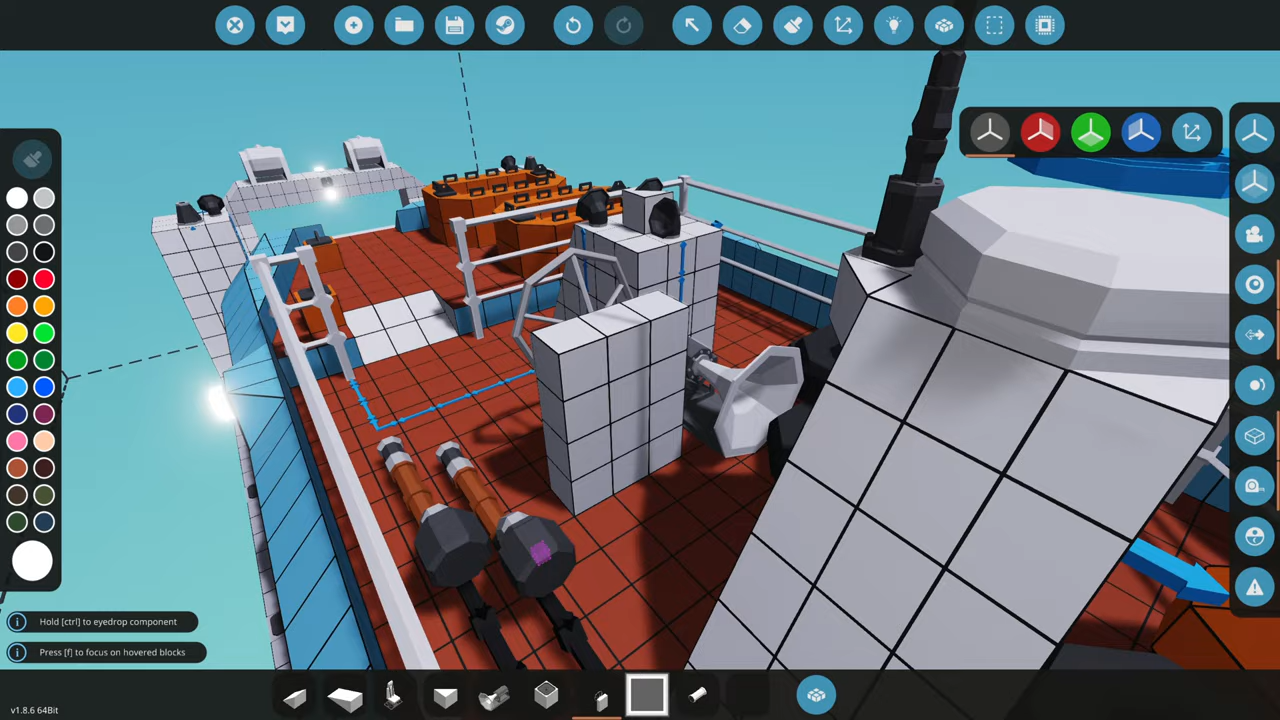 Hold [ctrl] to eyedrop component
Press [f] to focus on hovered blocks
v1.8.6 64Bit